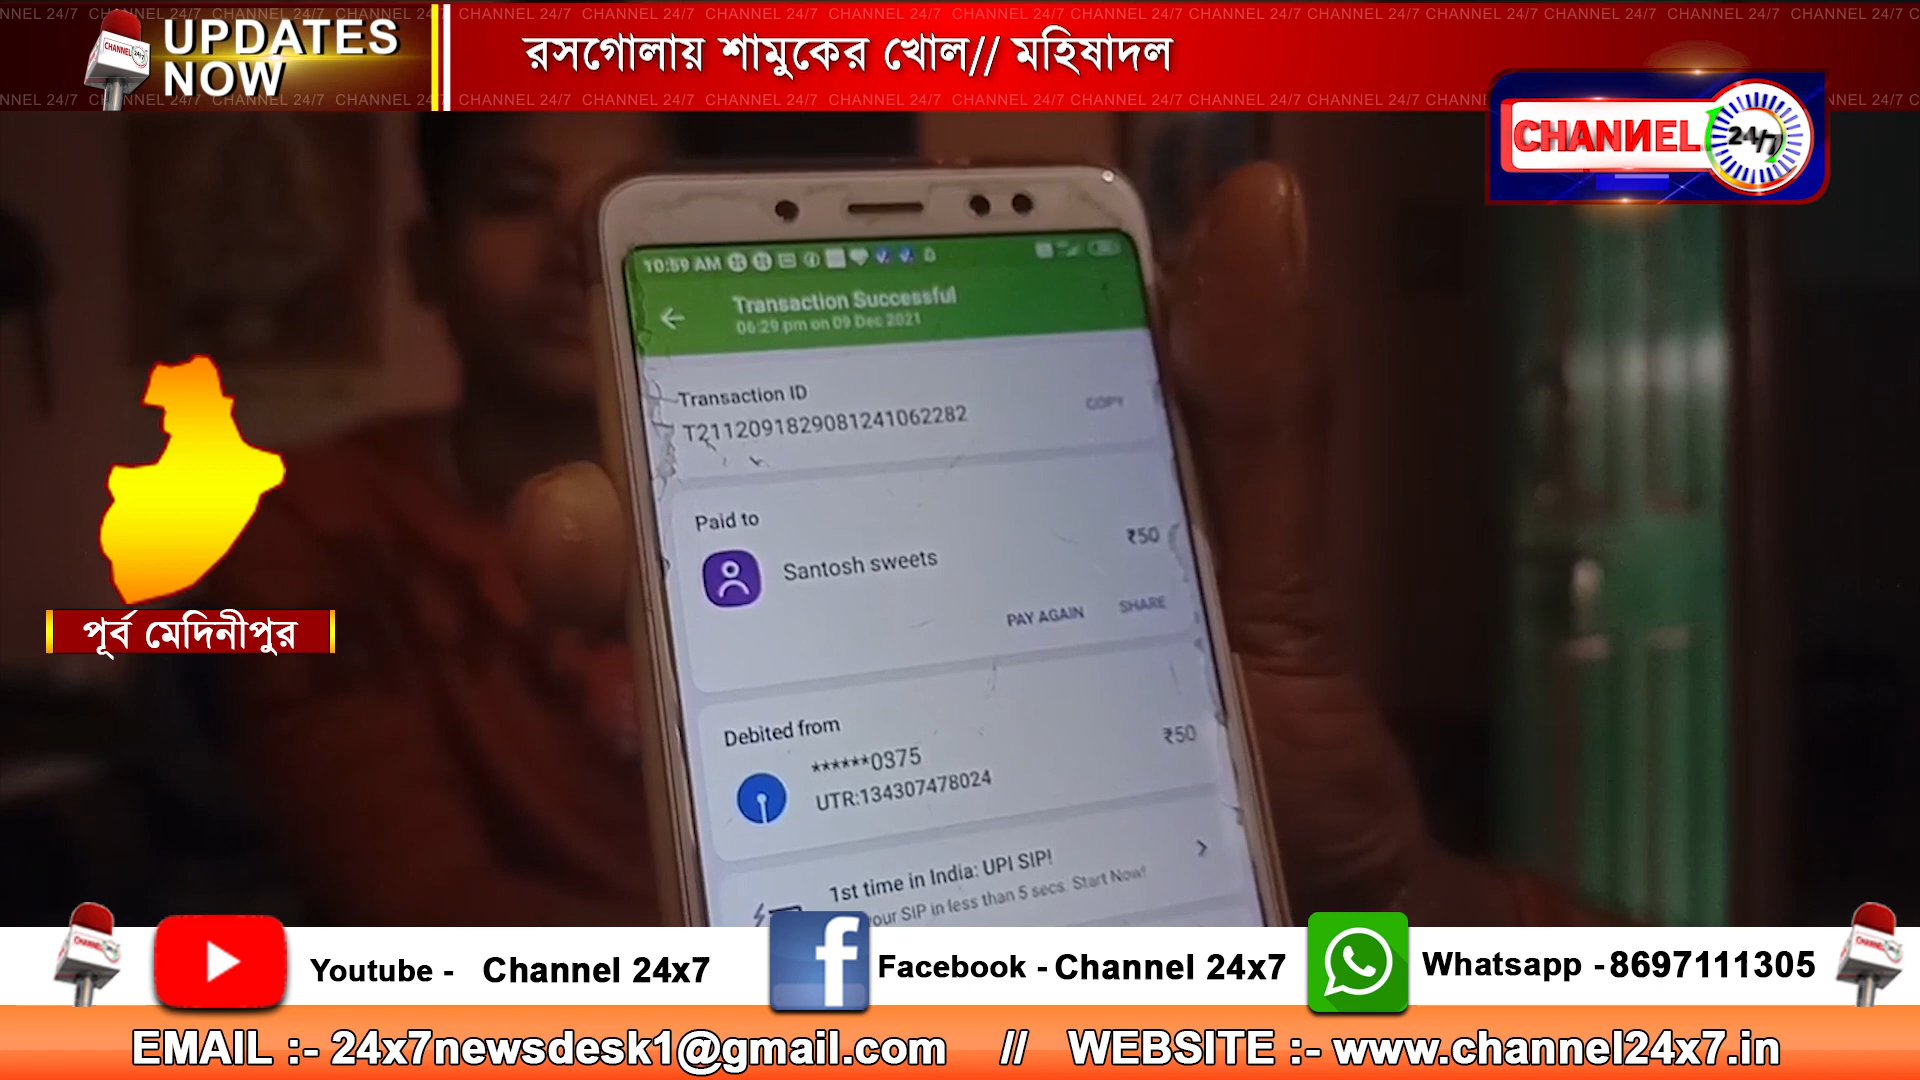 UPDATES
NOW
রসগোলায় শামুকের খোল// মহিষাদল
CHANNEL 24/7
10:59 AM
Transaction Successful
06:29 pm on 09 Dec 2021
Transaction ID
T2112091829081241062282
COPY
Paid to
Santosh sweets
₹50
PAY AGAIN
SHARE
Debited from
******0375
₹50
UTR:134307478024
1st time in India: UPI SIP!
your SIP in less than 5 secs. Start Now!
পূর্ব মেদিনীপুর
Youtube - Channel 24x7
Facebook - Channel 24x7
Whatsapp -8697111305
EMAIL :- 24x7newsdesk1@gmail.com // WEBSITE :- www.channel24x7.in